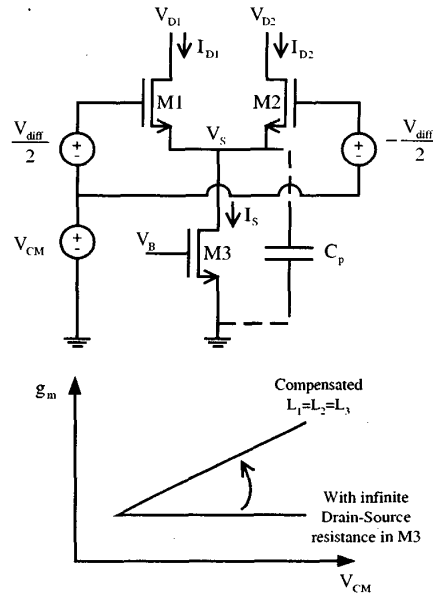 V_D1 V_D2
I_D1 I_D2
M1 M2
V_diff/2 V_S -V_diff/2
I_S
V_CM V_B M3 C_p
g_m
Compensated
L_1=L_2=L_3
With infinite
Drain-Source
resistance in M3
V_CM